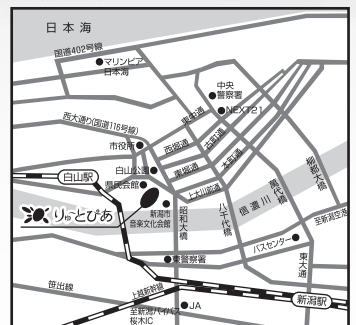 日本海
国道402号線
マリンピア
日本海
中央
警察署
NEXT21
西大通り(国道116号線)
東中通
西堀通
古町通
市役所
東堀通
本町通
柳都大橋
白山公園
白山駅
県民会館
上大川前通
萬代橋
りゅーとぴあ
新潟市
音楽文化会館
昭和大橋
八千代橋
信濃川
至新潟空港
バスセンター
東大通
東警察署
笹出線
上越新幹線
新潟駅
至新潟バイパス
桜木IC
JA